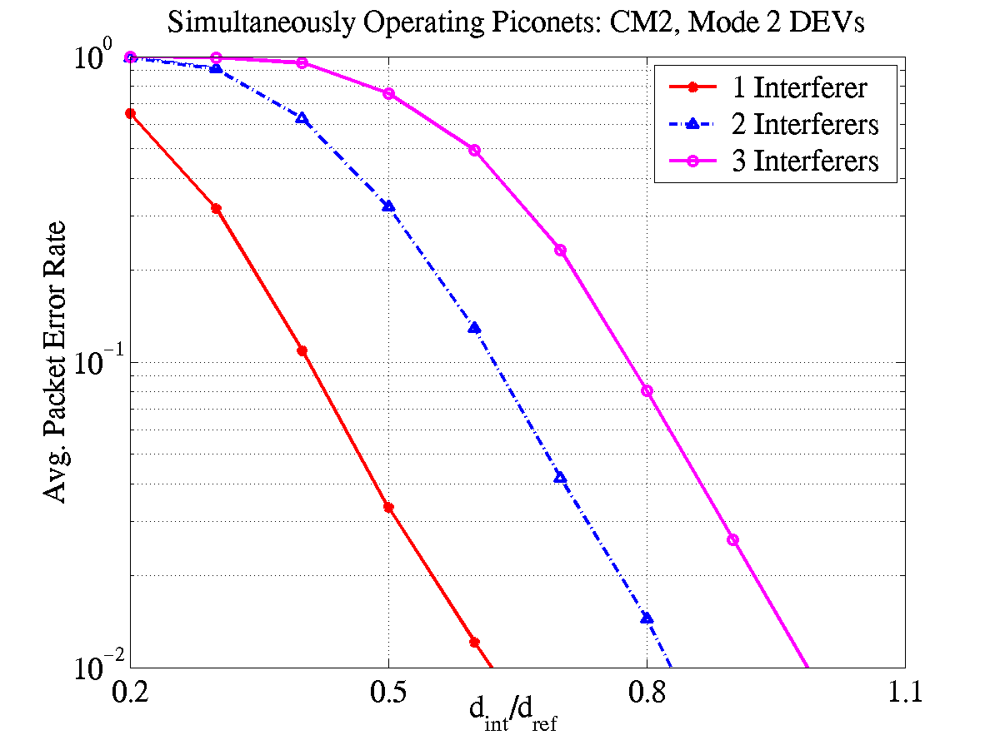 Simultaneously Operating Piconets: CM2, Mode 2 DEVs
10^0
10^−1
10^−2
Avg. Packet Error Rate
1 Interferer
2 Interferers
3 Interferers
0.2 0.5 0.8 1.1
d_int/d_ref